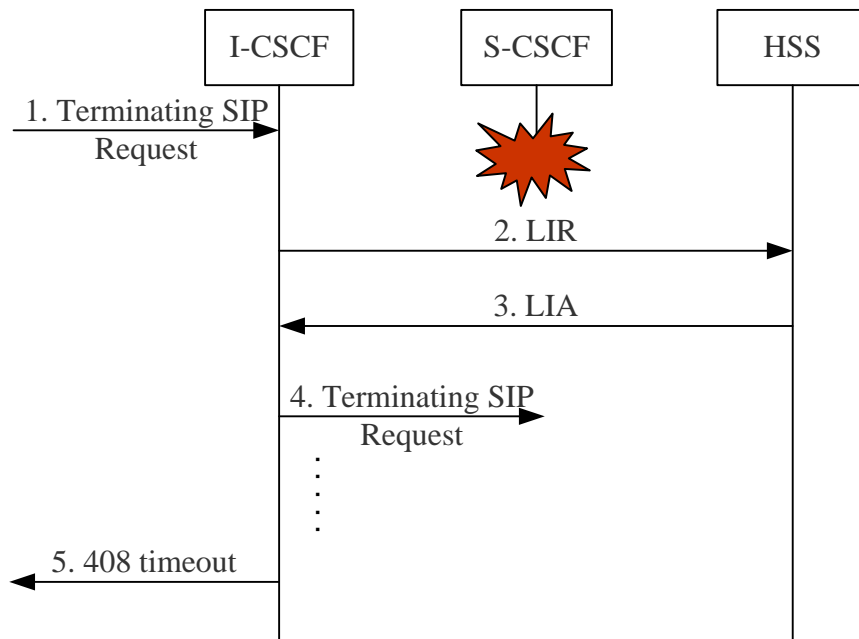 I-CSCF
S-CSCF
HSS
1. Terminating SIP
Request
2. LIR
3. LIA
4. Terminating SIP
Request
5. 408 timeout